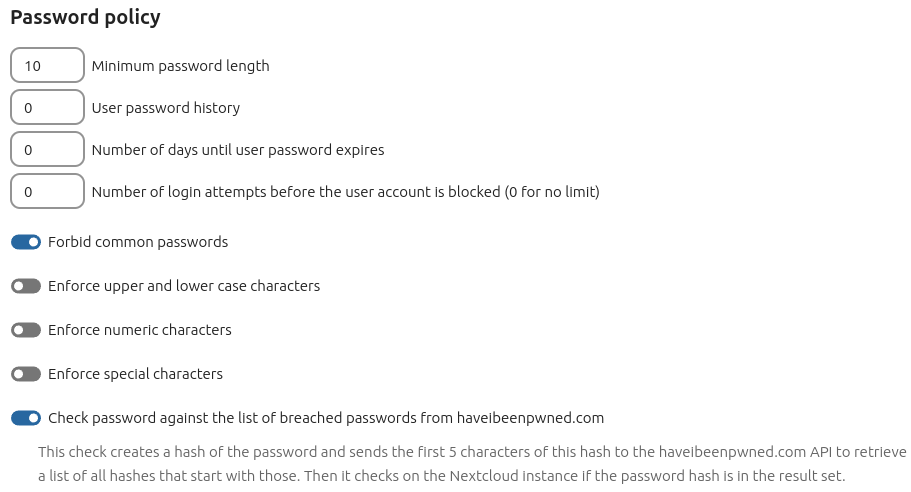 Password policy
10 Minimum password length
0 User password history
0 Number of days until user password expires
0 Number of login attempts before the user account is blocked (0 for no limit)
Forbid common passwords
Enforce upper and lower case characters
Enforce numeric characters
Enforce special characters
Check password against the list of breached passwords from haveibeenpwned.com
This check creates a hash of the password and sends the first 5 characters of this hash to the haveibeenpwned.com API to retrieve
a list of all hashes that start with those. Then it checks on the Nextcloud instance if the password hash is in the result set.